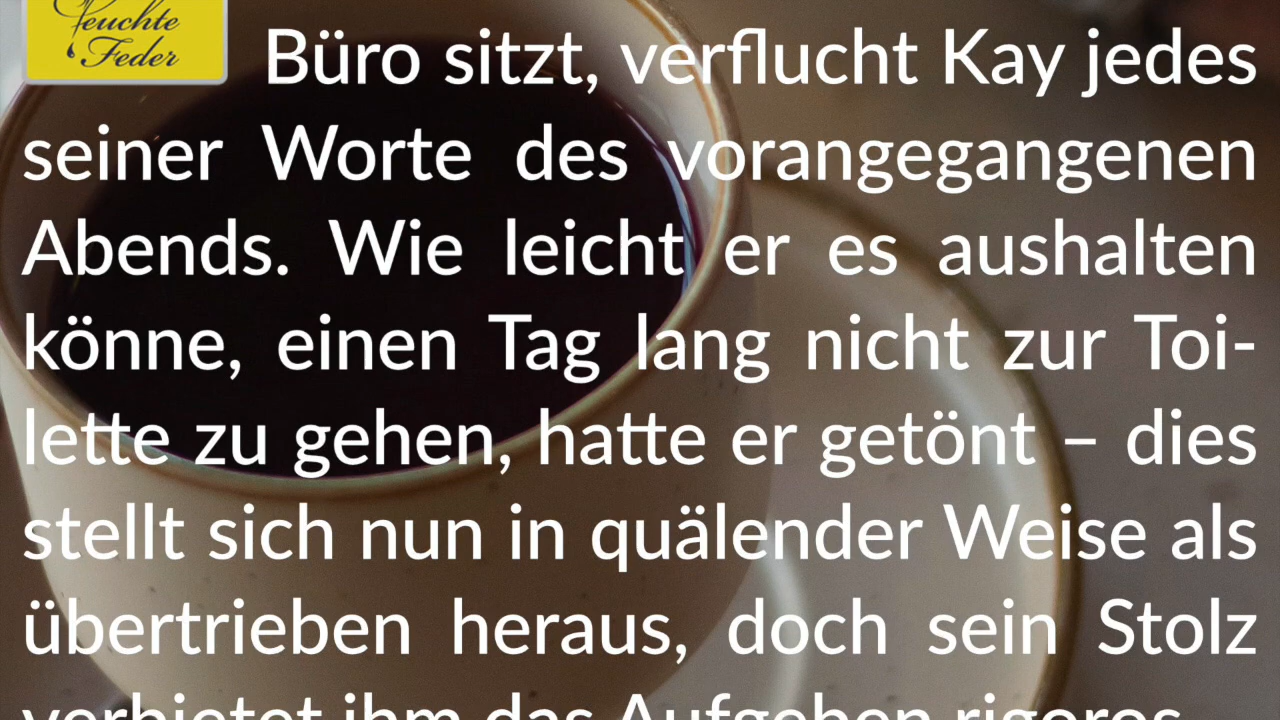 feuchte
Feder
Büro sitzt, verflucht Kay jedes
seiner Worte des vorangegangenen
Abends. Wie leicht er es aushalten
könne, einen Tag lang nicht zur Toi-
lette zu gehen, hatte er getönt – dies
stellt sich nun in quälender Weise als
übertrieben heraus, doch sein Stolz
verbietet ihm das Aufgeben rigoros.